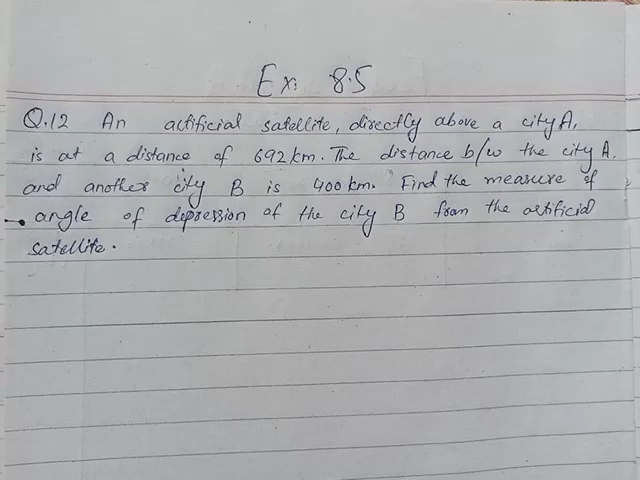 Ex: 8.5
Q.12 An artificial satellite, directly above a city A,
is at a distance of 692 km. The distance b/w the city A.
and another city B is 400 km. Find the measure of
angle of depression of the city B from the artificial
satellite.